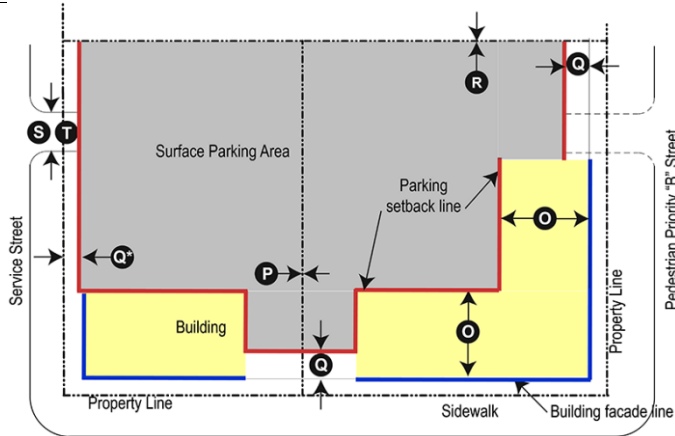 Q
R
S T
Surface Parking Area
Parking
setback line
O
Pedestrian Priority "B" Street
Service Street
Q*
P
Property Line
Building
O
Q
Property Line
Sidewalk
Building facade line